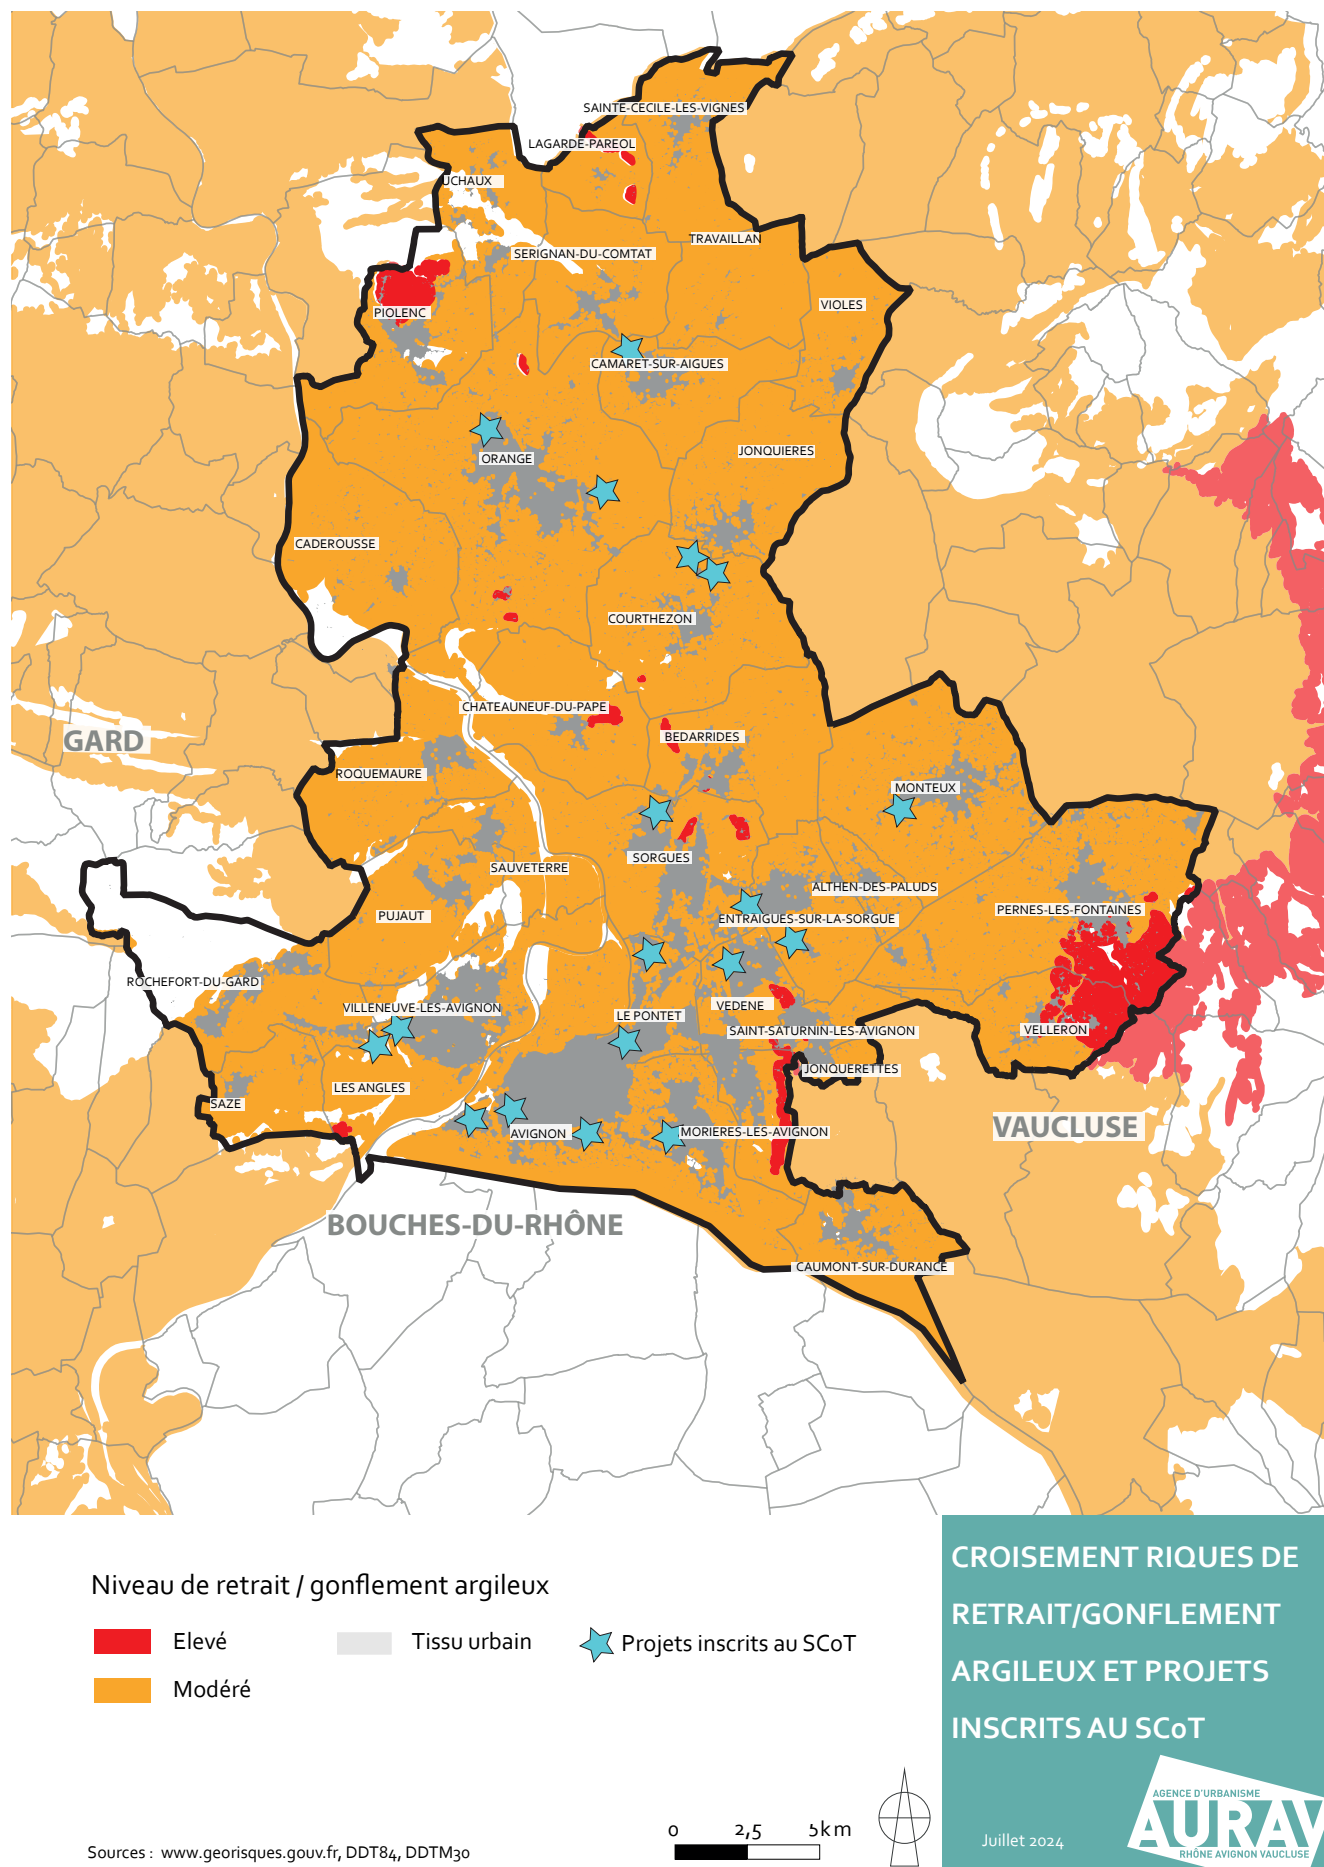 SAINTE-CECILE-LES-VIGNES
LAGARDE-PAREOL
UCHAUX
TRAVAILLAN
SERIGNAN-DU-COMTAT
VIOLES
PIOLENC
CAMARET-SUR-AIGUES
JONQUIERES
ORANGE
CADEROUSSE
COURTHEZON
CHATEAUNEUF-DU-PAPE
BEDARRIDES
GARD
ROQUEMAURE
MONTEUX
SORGUES
SAUVETERRE
ALTHEN-DES-PALUDS
PUJAUT
ENTRAIGUES-SUR-LA-SORGUE
PERNES-LES-FONTAINES
ROCHEFORT-DU-GARD
VILLENEUVE-LES-AVIGNON
VEDENE
LE PONTET
SAINT-SATURNIN-LES-AVIGNON
VELLERON
JONQUERETTES
LES ANGLES
SAZE
AVIGNON
MORIERES-LES-AVIGNON
VAUCLUSE
BOUCHES-DU-RHÔNE
CAUMONT-SUR-DURANCE
Niveau de retrait / gonflement argileux
Elevé
Tissu urbain
Projets inscrits au SCoT
Modéré
CROISEMENT RIQUES DE
RETRAIT/GONFLEMENT
ARGILEUX ET PROJETS
INSCRITS AU SCoT
0 2,5 5km
Sources : www.georisques.gouv.fr, DDT84, DDTM30
Juillet 2024
AGENCE D'URBANISME
AURAV
RHÔNE AVIGNON VAUCLUSE